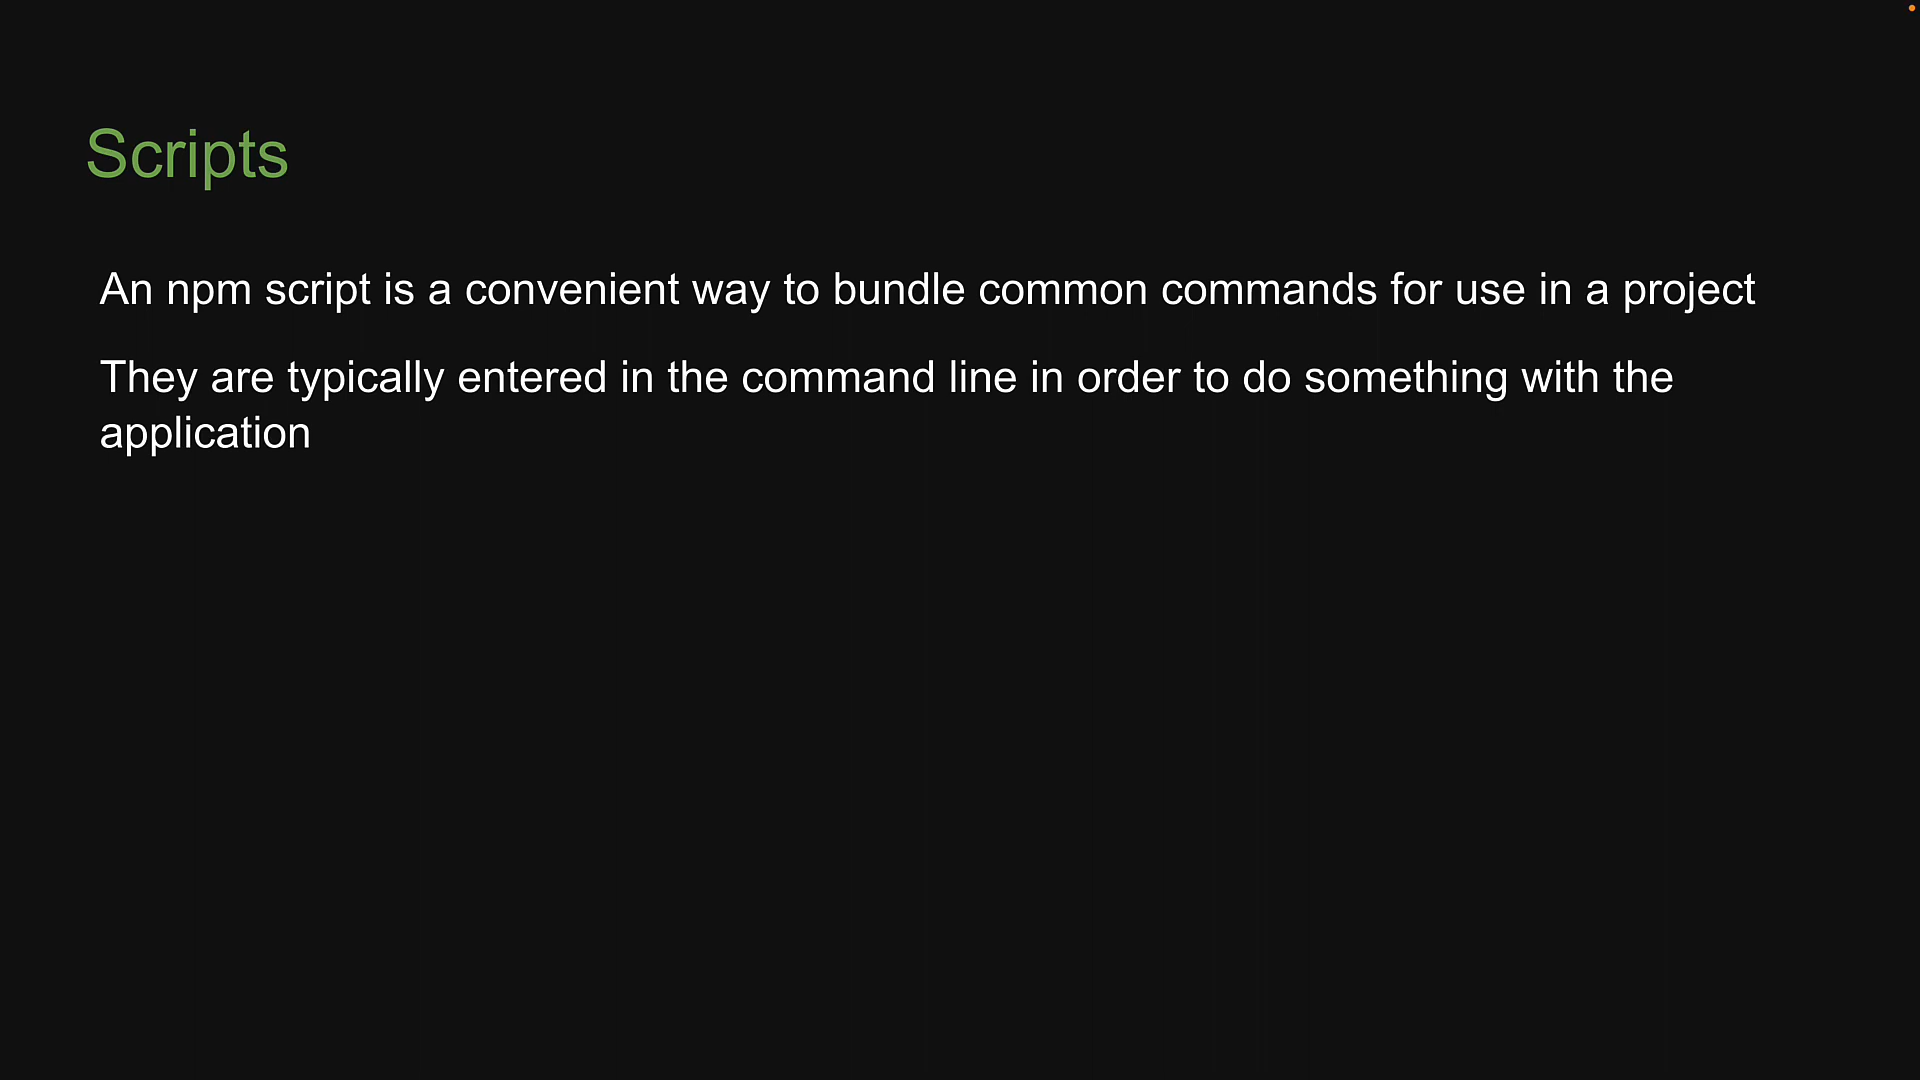 Scripts
An npm script is a convenient way to bundle common commands for use in a project
They are typically entered in the command line in order to do something with the
application